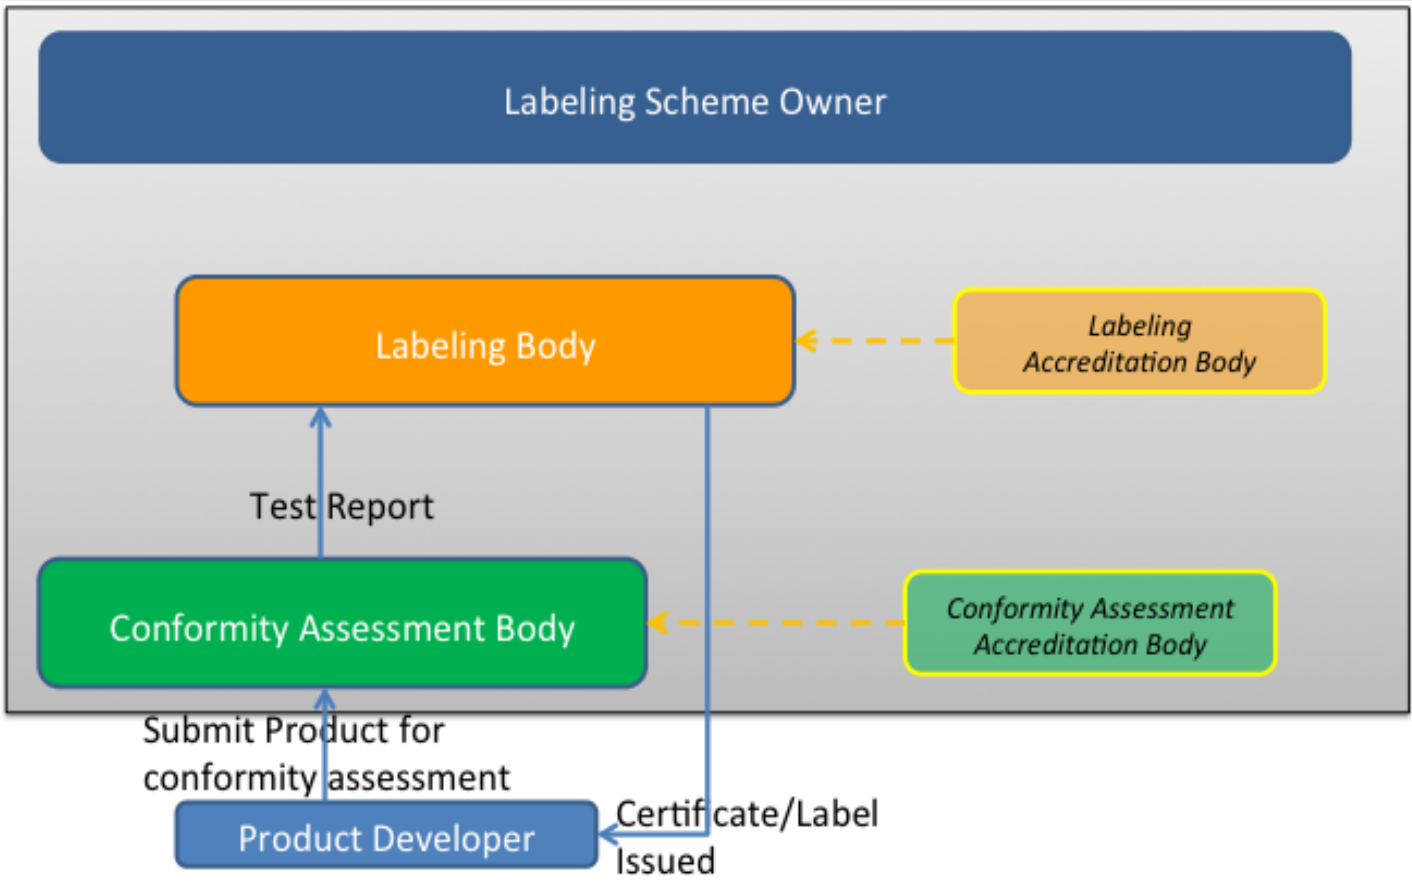 Labeling Scheme Owner
Labeling Body
Labeling
Accreditation Body
Test Report
Conformity Assessment Body
Conformity Assessment
Accreditation Body
Submit Product for
conformity assessment
Product Developer
Certificate/Label
Issued